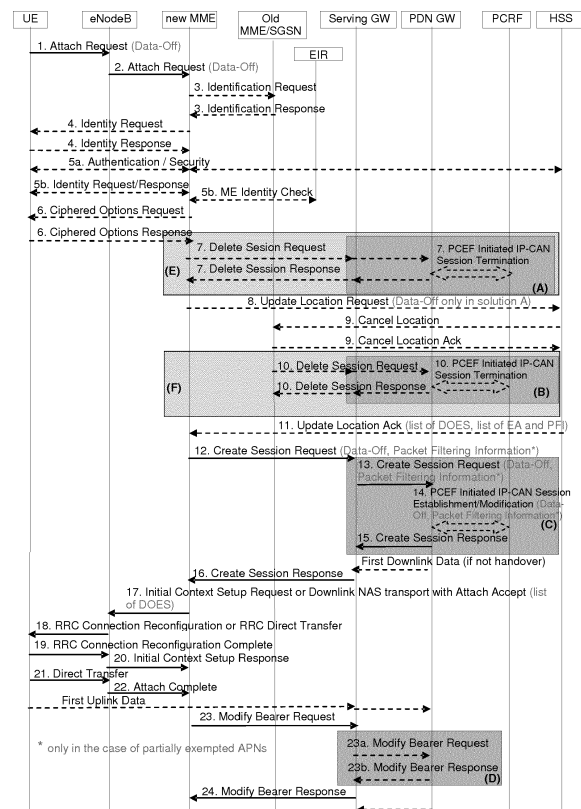 UE
eNodeB
new MME
Old
MME/SGSN
Serving GW
PDN GW
PCRF
HSS
EIR
1. Attach Request (Data-Off)
2. Attach Request (Data-Off)
3. Identification Request
3. Identification Response
4. Identity Request
4. Identity Response
5a. Authentication / Security
5b. Identity Request/Response
5b. ME Identity Check
6. Ciphered Options Request
6. Ciphered Options Response
7. Delete Sesion Request
7. PCEF Initiated IP-CAN
Session Termination
(E)
7. Delete Session Response
(A)
8. Update Location Request (Data-Off only in solution A)
9. Cancel Location
9. Cancel Location Ack
10. Delete Session Request
10. PCEF Initiated IP-CAN
Session Termination
(F)
10. Delete Session Response
(B)
11. Update Location Ack (list of DOES, list of EA and PFI)
12. Create Session Request (Data-Off, Packet Filtering Information*)
13. Create Session Request (Data-Off,
Packet Filtering Information*)
14. PCEF Initiated IP-CAN Session
Establishment/Modification (Data-
Off, Packet Filtering Information*)
(C)
15. Create Session Response
First Downlink Data (if not handover)
16. Create Session Response
17. Initial Context Setup Request or Downlink NAS transport with Attach Accept (list
of DOES)
18. RRC Connection Reconfiguration or RRC Direct Transfer
19. RRC Connection Reconfiguration Complete
20. Initial Context Setup Response
21. Direct Transfer
22. Attach Complete
First Uplink Data
23. Modify Bearer Request
* only in the case of partially exempted APNs
23a. Modify Bearer Request
23b. Modify Bearer Response
(D)
24. Modify Bearer Response